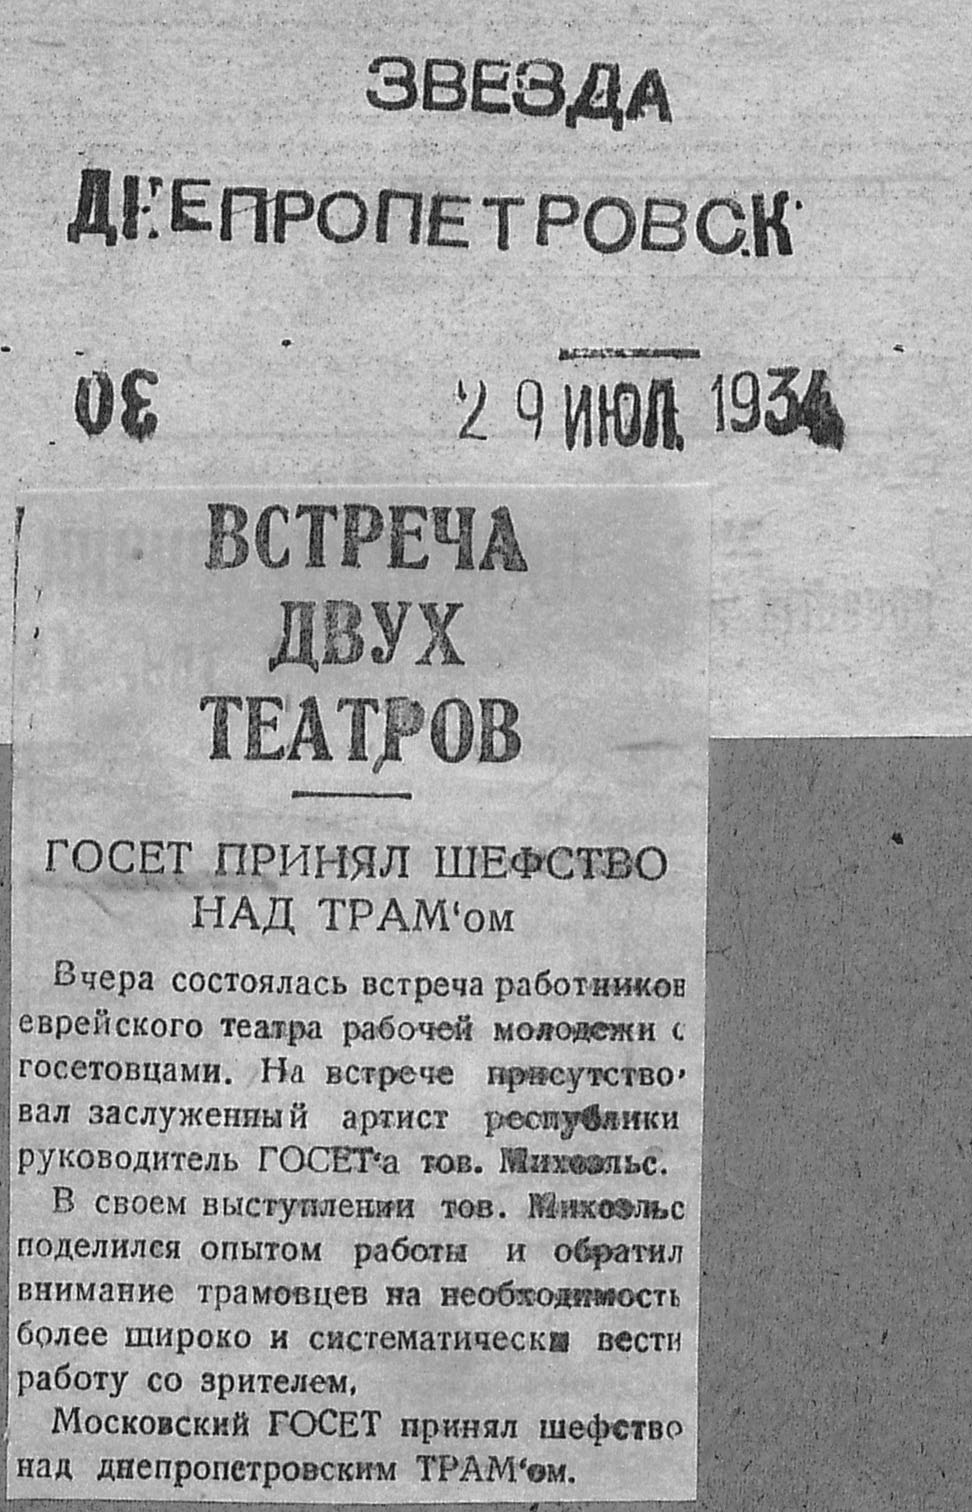 ЗВЕЗДА
ДНЕПРОПЕТРОВСК
29 ИЮЛ. 1934
ВСТРЕЧА
ДВУХ
ТЕАТРОВ
ГОСЕТ ПРИНЯЛ ШЕФСТВО
НАД ТРАМ‘ом
Вчера состоялась встреча работников
еврейского театра рабочей молодежи с
госетовцами. На встрече присутство-
вал заслуженный артист республики
руководитель ГОСЕТ‘а тов. Михоэльс.
В своем выступлении тов. Михоэльс
поделился опытом работы и обратил
внимание трамовцев на необходимость
более широко и систематически вести
работу со зрителем.
Московский ГОСЕТ принял шефство
над днепропетровским ТРАМ‘ом.